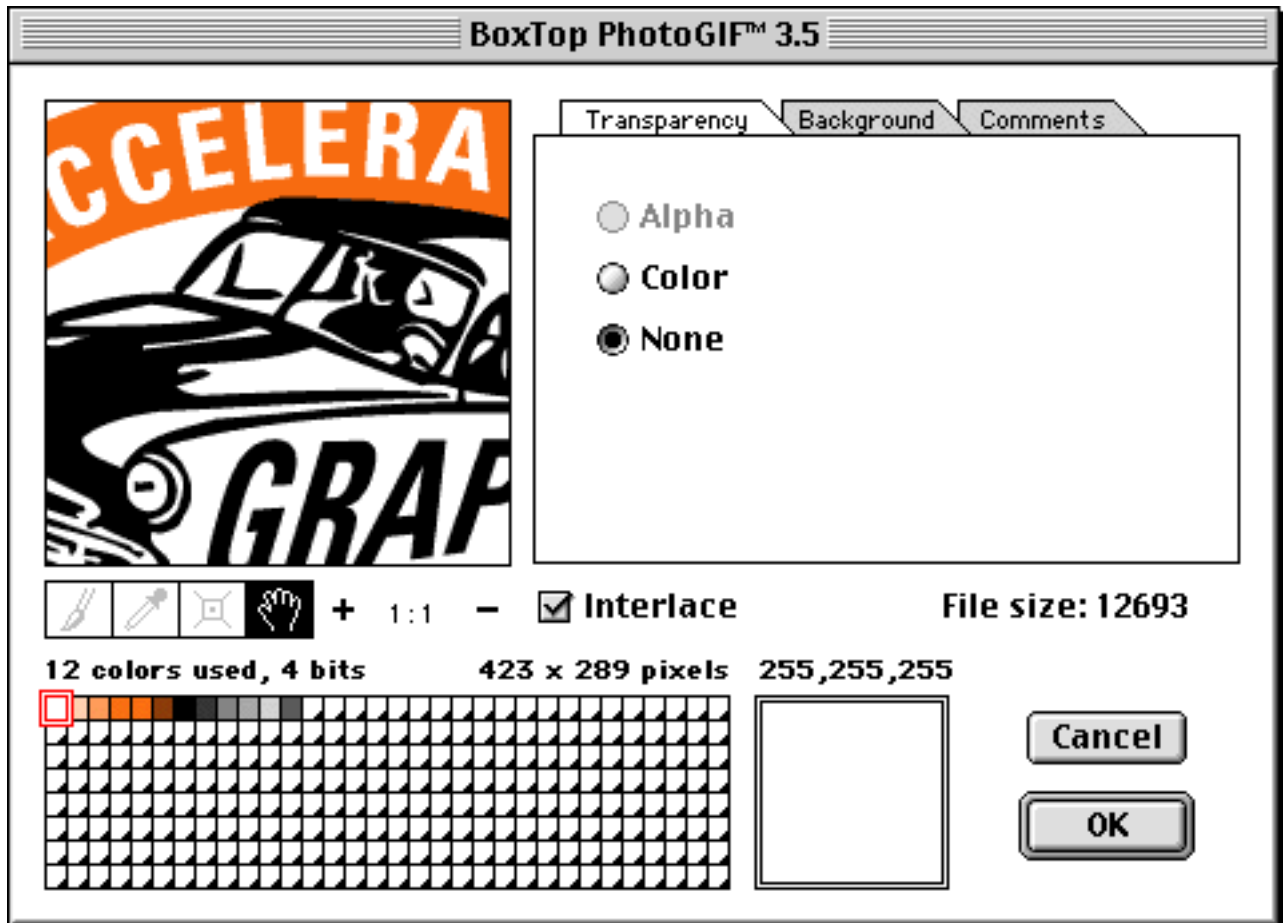 BoxTop PhotoGIF™ 3.5
CCELERA
GRAP
Transparency
Background
Comments
Alpha
Color
None
+ 1:1 −
Interlace
File size: 12693
12 colors used, 4 bits
423 x 289 pixels
255,255,255
Cancel
OK